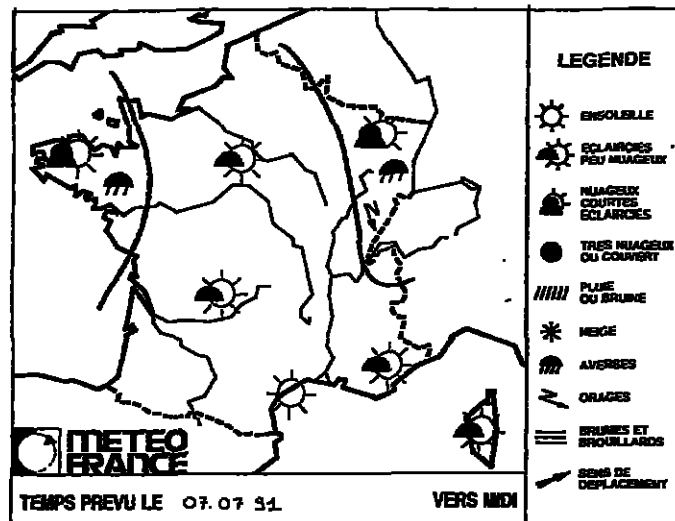 LEGENDE
ENSOLEILLE
ECLAIRCIES
PEU NUAGEUX
NUAGEUX
COURTES
ECLAIRCIES
TRES NUAGEUX
OU COUVERT
PLUIE
OU BRUINE
NEIGE
AVERSES
ORAGES
BRUMES ET
BROUILLARDS
SENS DE
DEPLACEMENT
METEO
FRANCE
TEMPS PREVU LE 07.07 91 VERS MIDI